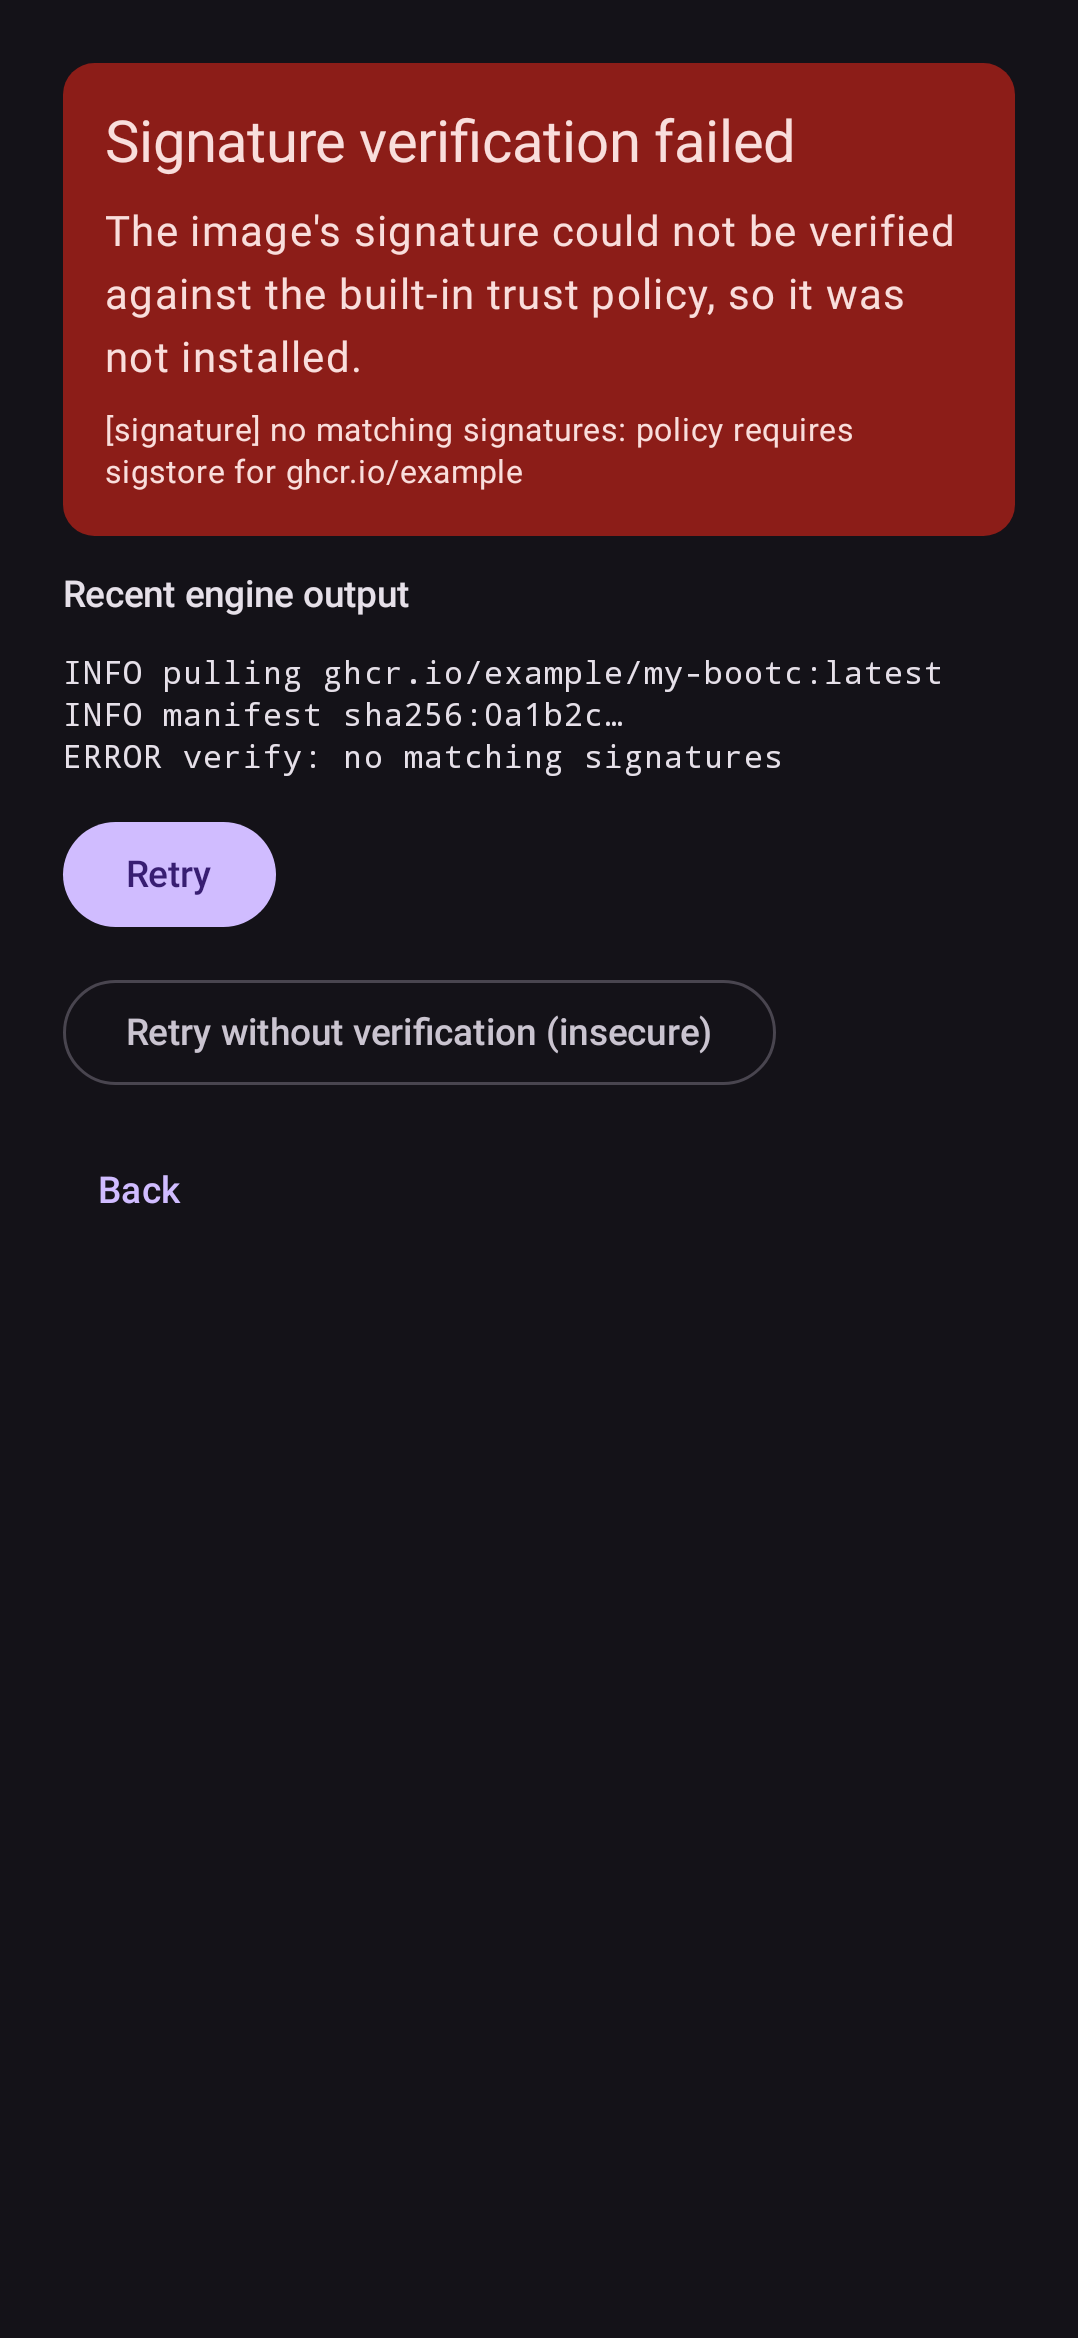 Signature verification failed
The image's signature could not be verified
against the built-in trust policy, so it was
not installed.
[signature] no matching signatures: policy requires
sigstore for ghcr.io/example
Recent engine output
INFO pulling ghcr.io/example/my-bootc:latest
INFO manifest sha256:0a1b2c…
ERROR verify: no matching signatures
Retry
Retry without verification (insecure)
Back